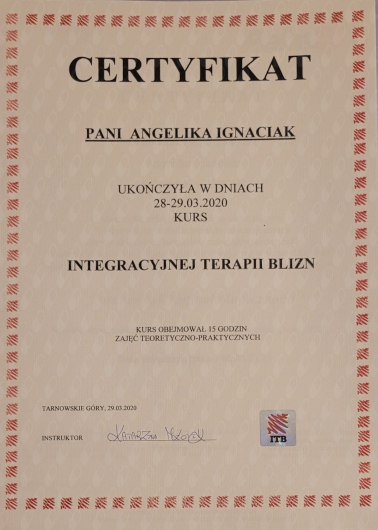 CERTYFIKAT
PANI ANGELIKA IGNACIAK
UKOŃCZYŁA W DNIACH
28-29.03.2020
KURS
INTEGRACYJNEJ TERAPII BLIZN
KURS OBEJMOWAŁ 15 GODZIN
ZAJĘĆ TEORETYCZNO-PRAKTYCZNYCH
TARNOWSKIE GÓRY, 29.03.2020
INSTRUKTOR
ITB